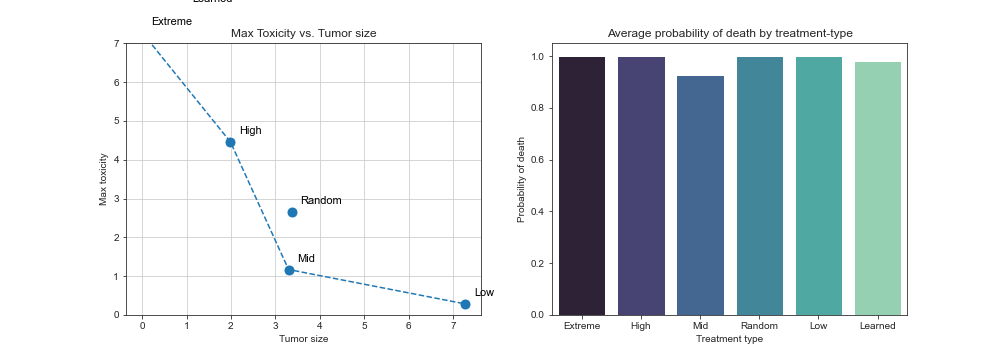 Learned
Extreme
Max Toxicity vs. Tumor size
7
6
5
4
3
2
1
0
Max toxicity
High
Random
Mid
Low
0 1 2 3 4 5 6 7
Tumor size
Average probability of death by treatment-type
1.0
0.8
0.6
0.4
0.2
0.0
Probability of death
Extreme High Mid Random Low Learned
Treatment type